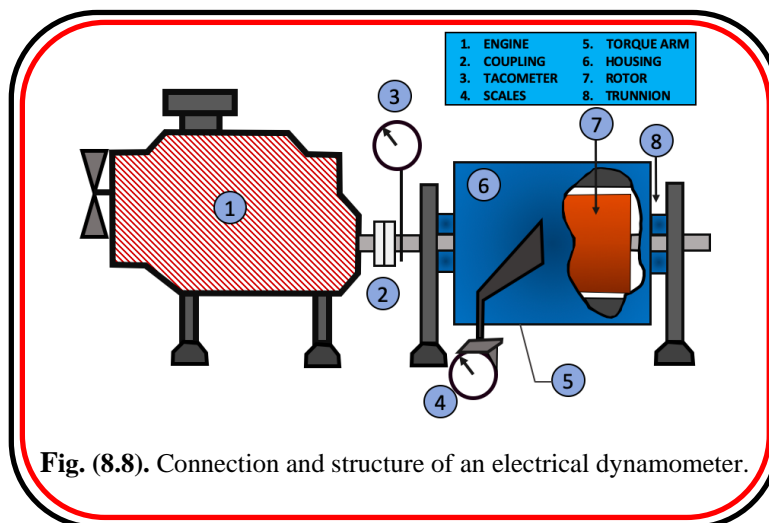 1. ENGINE 5. TORQUE ARM
2. COUPLING 6. HOUSING
3. TACOMETER 7. ROTOR
4. SCALES 8. TRUNNION
3
7
8
6
1
2
5
4
Fig. (8.8). Connection and structure of an electrical dynamometer.